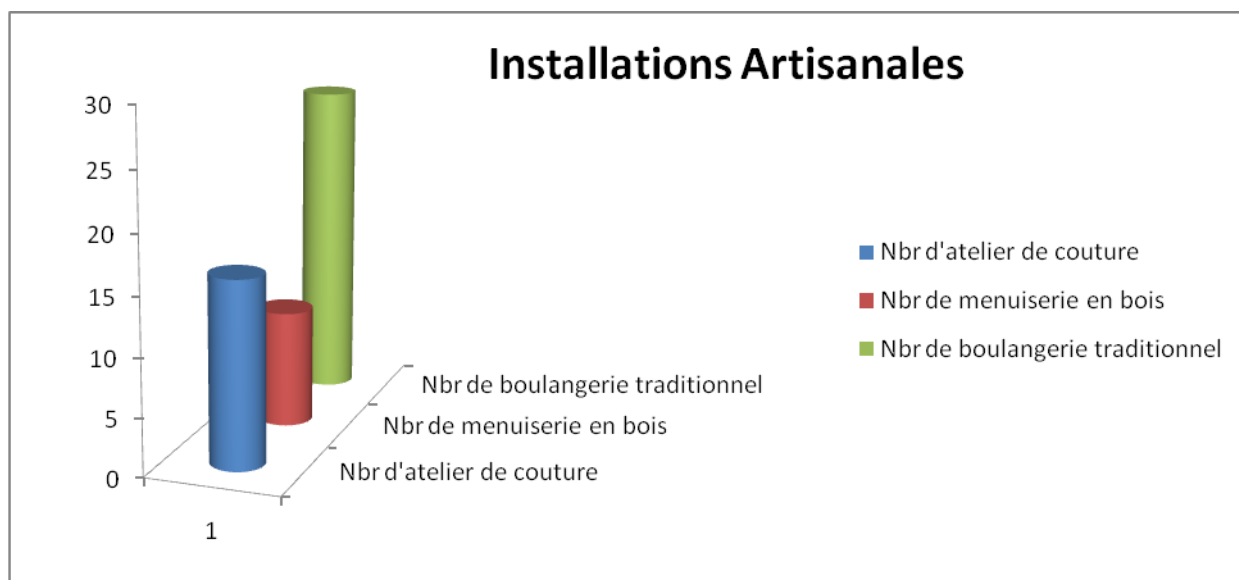 Installations Artisanales
30
25
20
15
10
5
0
1
Nbr de boulangerie traditionnel
Nbr de menuiserie en bois
Nbr d'atelier de couture
Nbr d'atelier de couture
Nbr de menuiserie en bois
Nbr de boulangerie traditionnel